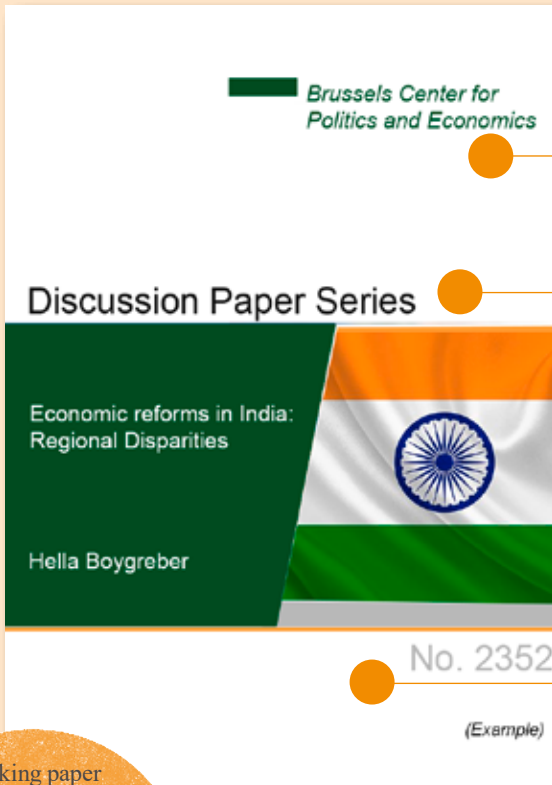 Brussels Center for
Politics and Economics
Discussion Paper Series
Economic reforms in India:
Regional Disparities
Hella Boygreber
No. 2352
(Example)
king paper